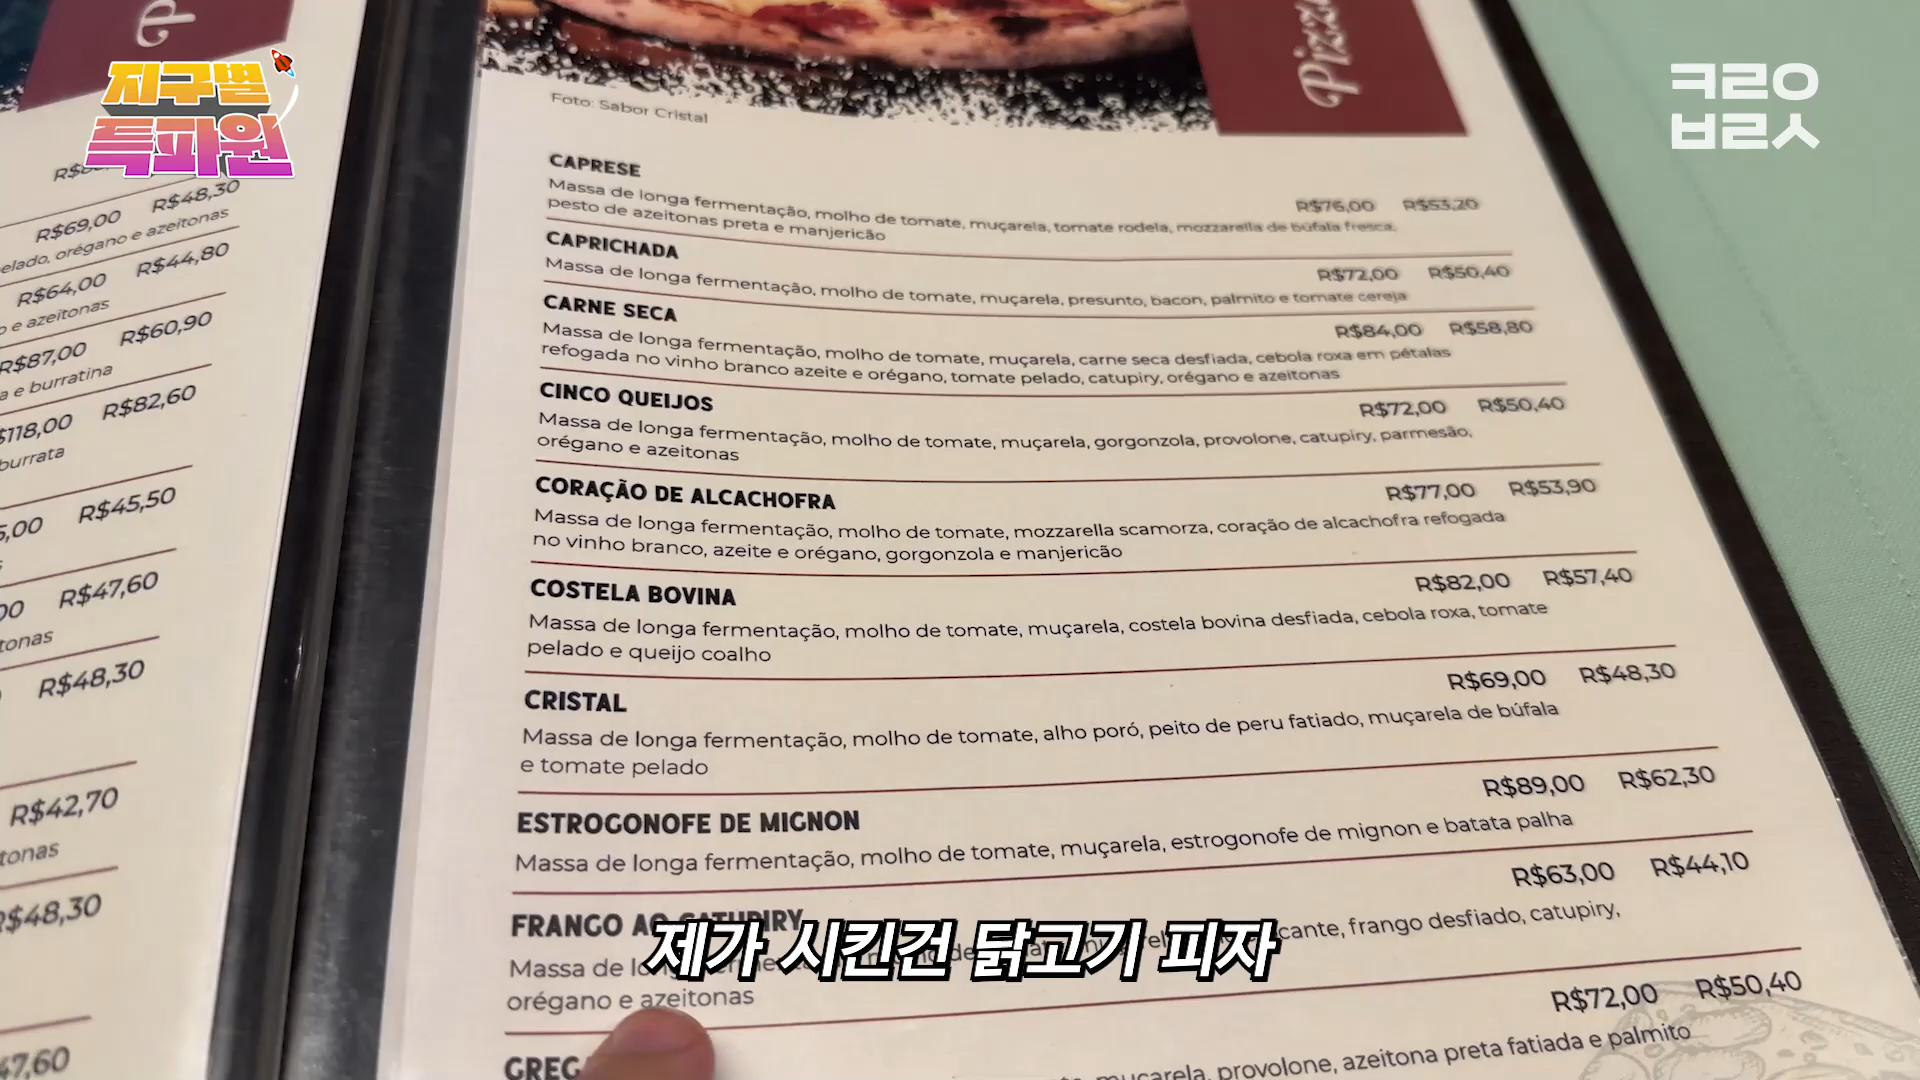 지구별
특파원
크랩
Foto: Sabor Cristal
CAPRESE
R$76,00 R$53,20
Massa de longa fermentação, molho de tomate, muçarela, tomate rodela, mozzarella de búfala fresca,
pesto de azeitonas preta e manjericão
CAPRICHADA
R$72,00 R$50,40
Massa de longa fermentação, molho de tomate, muçarela, presunto, bacon, palmito e tomate cereja
CARNE SECA
R$84,00 R$58,80
Massa de longa fermentação, molho de tomate, muçarela, carne seca desfiada, cebola roxa em pétalas
refogada no vinho branco azeite e orégano, tomate pelado, catupiry, orégano e azeitonas
CINCO QUEIJOS
R$72,00 R$50,40
Massa de longa fermentação, molho de tomate, muçarela, gorgonzola, provolone, catupiry, parmesão,
orégano e azeitonas
CORAÇÃO DE ALCACHOFRA
R$77,00 R$53,90
Massa de longa fermentação, molho de tomate, mozzarella scamorza, coração de alcachofra refogada
no vinho branco, azeite e orégano, gorgonzola e manjericão
COSTELA BOVINA
R$82,00 R$57,40
Massa de longa fermentação, molho de tomate, muçarela, costela bovina desfiada, cebola roxa, tomate
pelado e queijo coalho
CRISTAL
R$69,00 R$48,30
Massa de longa fermentação, molho de tomate, alho poró, peito de peru fatiado, muçarela de búfala
e tomate pelado
ESTROGONOFE DE MIGNON
R$89,00 R$62,30
Massa de longa fermentação, molho de tomate, muçarela, estrogonofe de mignon e batata palha
FRANGO AO CATUPIRY
R$63,00 R$44,10
Massa de frango desfiado, catupiry,
orégano e azeitonas
R$72,00 R$50,40
muçarela, provolone, azeitona preta fatiada e palmito
R$69,00 R$48,30
pelado, orégano e azeitonas
R$64,00 R$44,80
e azeitonas
R$87,00 R$60,90
e burratina
R$118,00 R$82,60
burrata
R$45,50
R$47,60
R$48,30
R$42,70
R$48,30
제가 시킨건 닭고기 피자